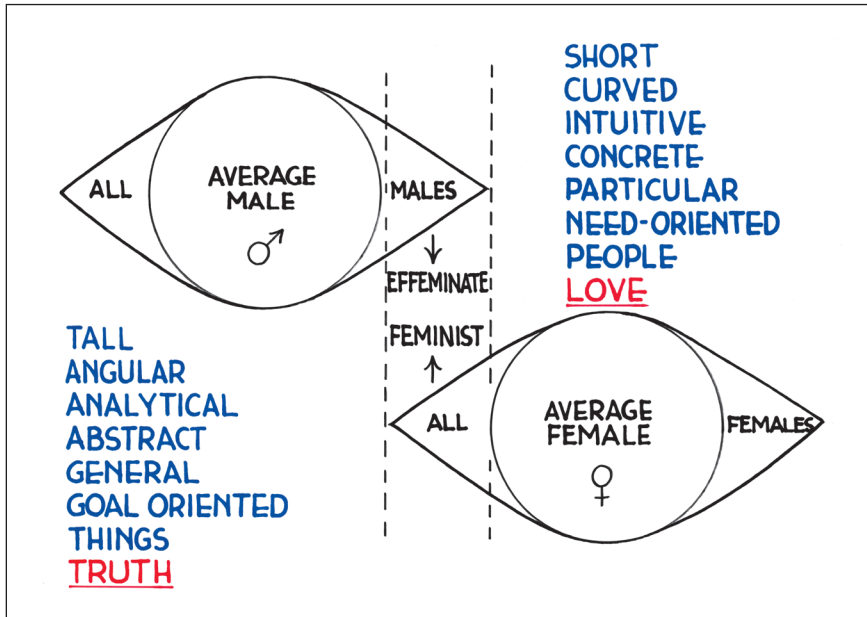 ALL
AVERAGE
MALE
♂
MALES
EFFEMINATE
SHORT
CURVED
INTUITIVE
CONCRETE
PARTICULAR
NEED-ORIENTED
PEOPLE
LOVE
TALL
ANGULAR
ANALYTICAL
ABSTRACT
GENERAL
GOAL ORIENTED
THINGS
TRUTH
FEMINIST
ALL
AVERAGE
FEMALE
♀
FEMALES